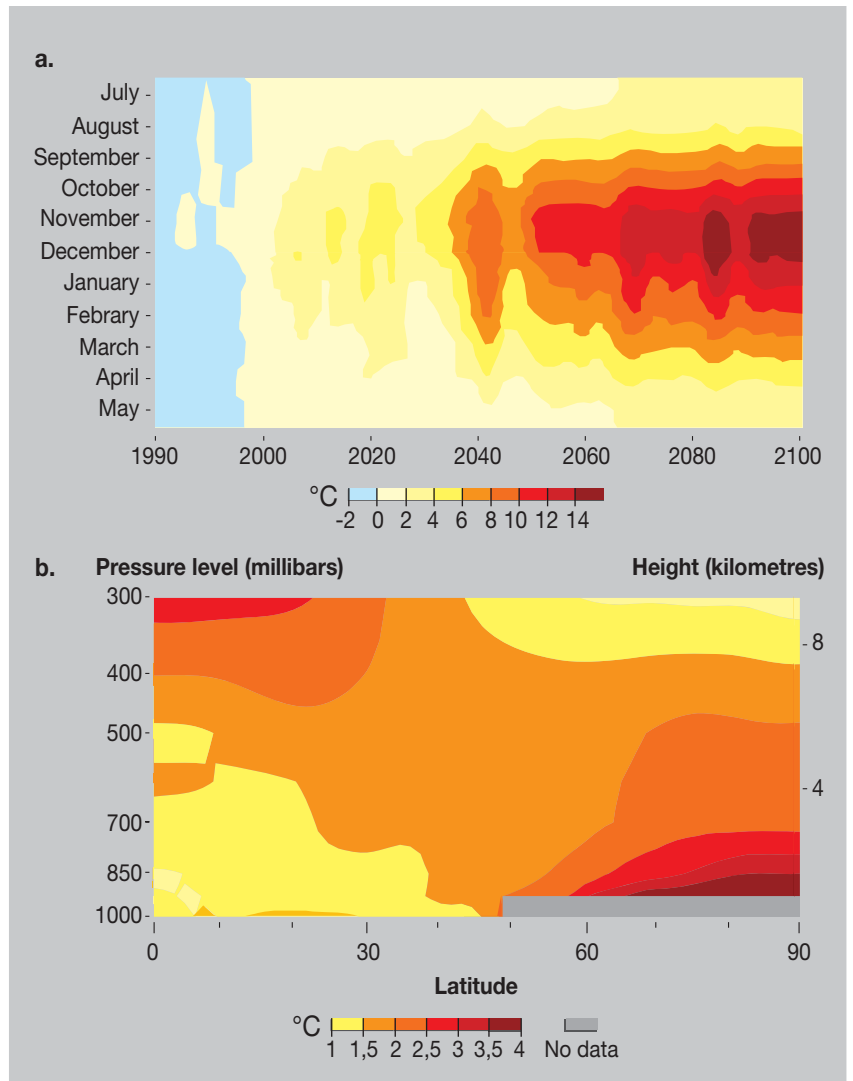 a.
July
August
September
October
November
December
January
Febrary
March
April
May
1990 2000 2020 2040 2060 2080 2100
°C
-2 0 2 4 6 8 10 12 14
b. Pressure level (millibars) Height (kilometres)
300
8
400
500
4
700
850
1000
0 30 60 90
Latitude
°C
1 1,5 2 2,5 3 3,5 4 No data